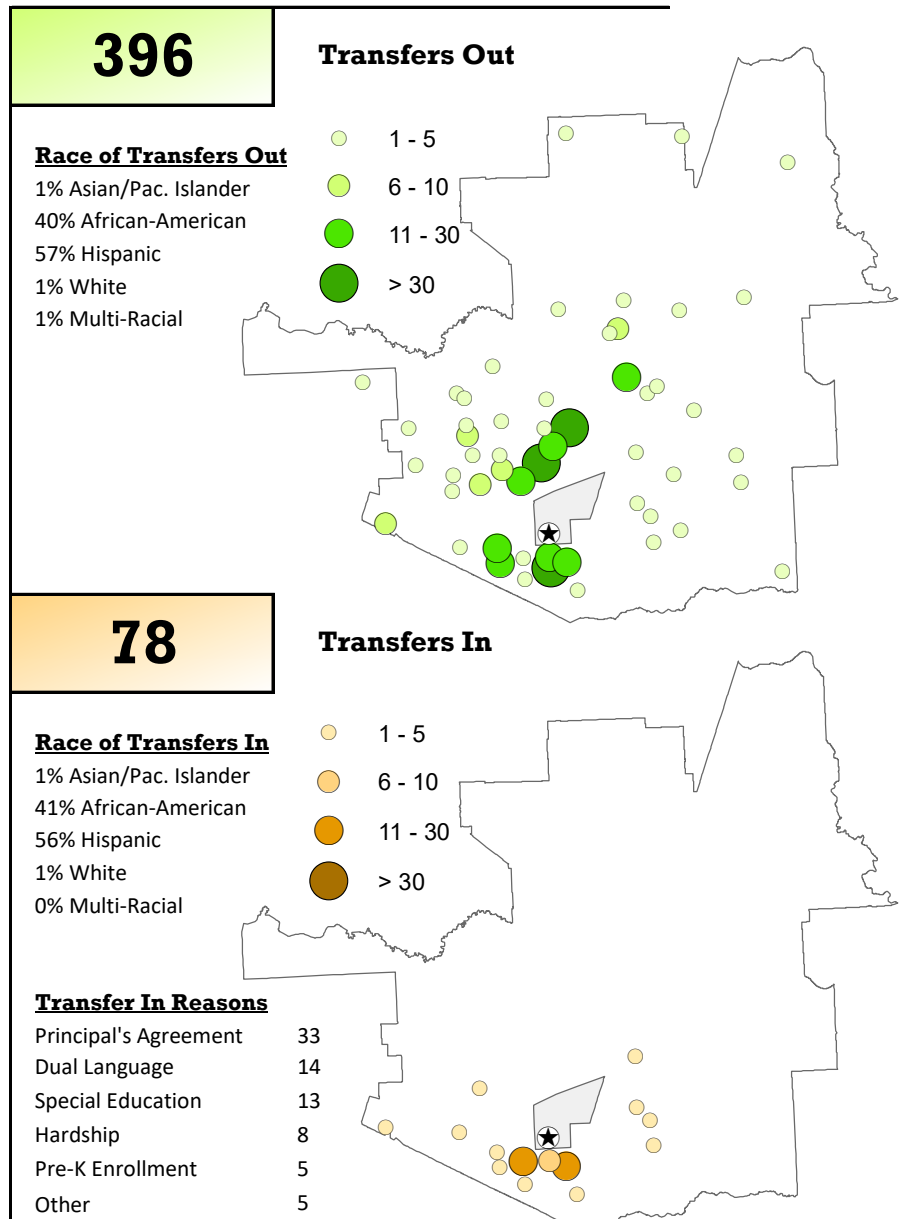 396
Transfers Out
Race of Transfers Out
1% Asian/Pac. Islander
40% African-American
57% Hispanic
1% White
1% Multi-Racial
1 - 5
6 - 10
11 - 30
> 30
78
Transfers In
Race of Transfers In
1% Asian/Pac. Islander
41% African-American
56% Hispanic
1% White
0% Multi-Racial
1 - 5
6 - 10
11 - 30
> 30
Transfer In Reasons
Principal's Agreement 33
Dual Language 14
Special Education 13
Hardship 8
Pre-K Enrollment 5
Other 5